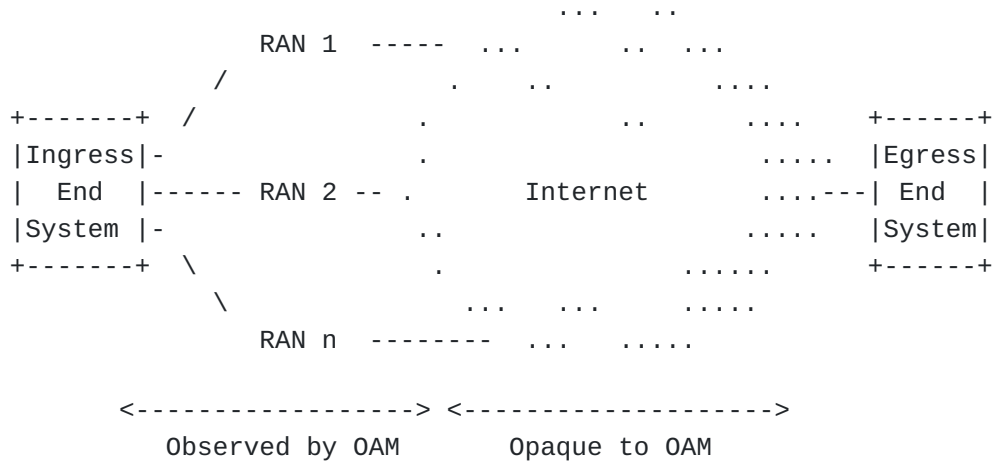 RAN 1
Ingress Egress
End RAN 2 Internet End
System System
RAN n
Observed by OAM Opaque to OAM